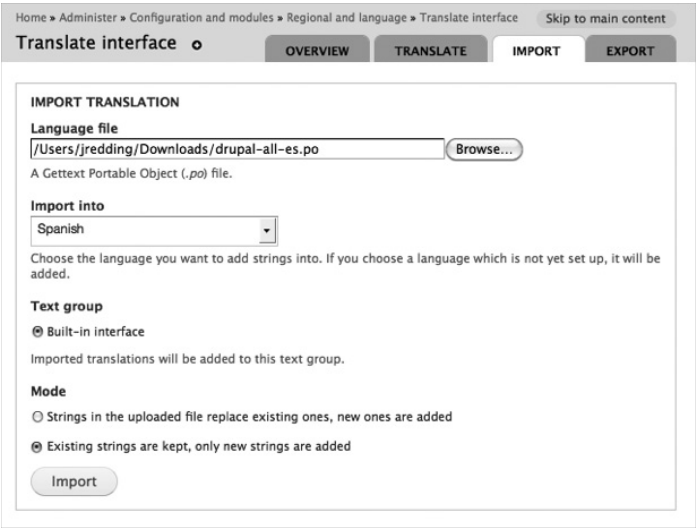 Home » Administer » Configuration and modules » Regional and language » Translate interface
Skip to main content
Translate interface
OVERVIEW
TRANSLATE
IMPORT
EXPORT
IMPORT TRANSLATION
Language file
/Users/jredding/Downloads/drupal-all-es.po
Browse...
A Gettext Portable Object (.po) file.
Import into
Spanish
Choose the language you want to add strings into. If you choose a language which is not yet set up, it will be
added.
Text group
Built-in interface
Imported translations will be added to this text group.
Mode
Strings in the uploaded file replace existing ones, new ones are added
Existing strings are kept, only new strings are added
Import